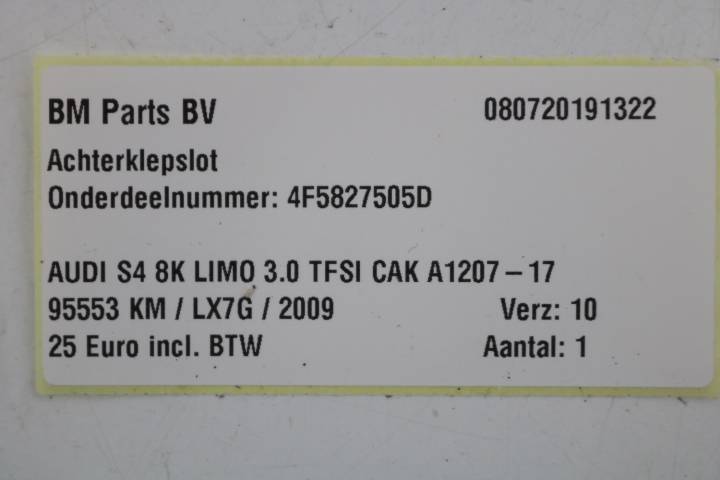 BM Parts BV 080720191322
Achterklepslot
Onderdeelnummer: 4F5827505D
AUDI S4 8K LIMO 3.0 TFSI CAK A1207 – 17
95553 KM / LX7G / 2009 Verz: 10
25 Euro incl. BTW Aantal: 1